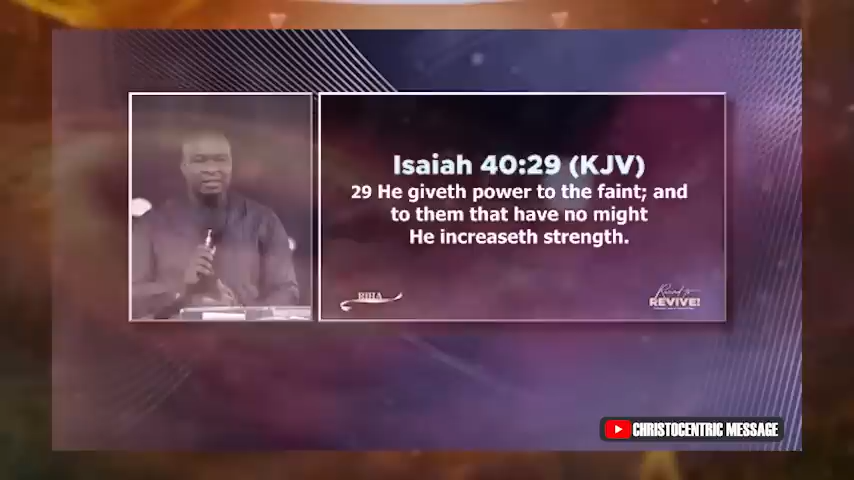 Isaiah 40:29 (KJV)
29 He giveth power to the faint; and
to them that have no might
He increaseth strength.
RIHA
REVIVE!
CHRISTOCENTRIC MESSAGE